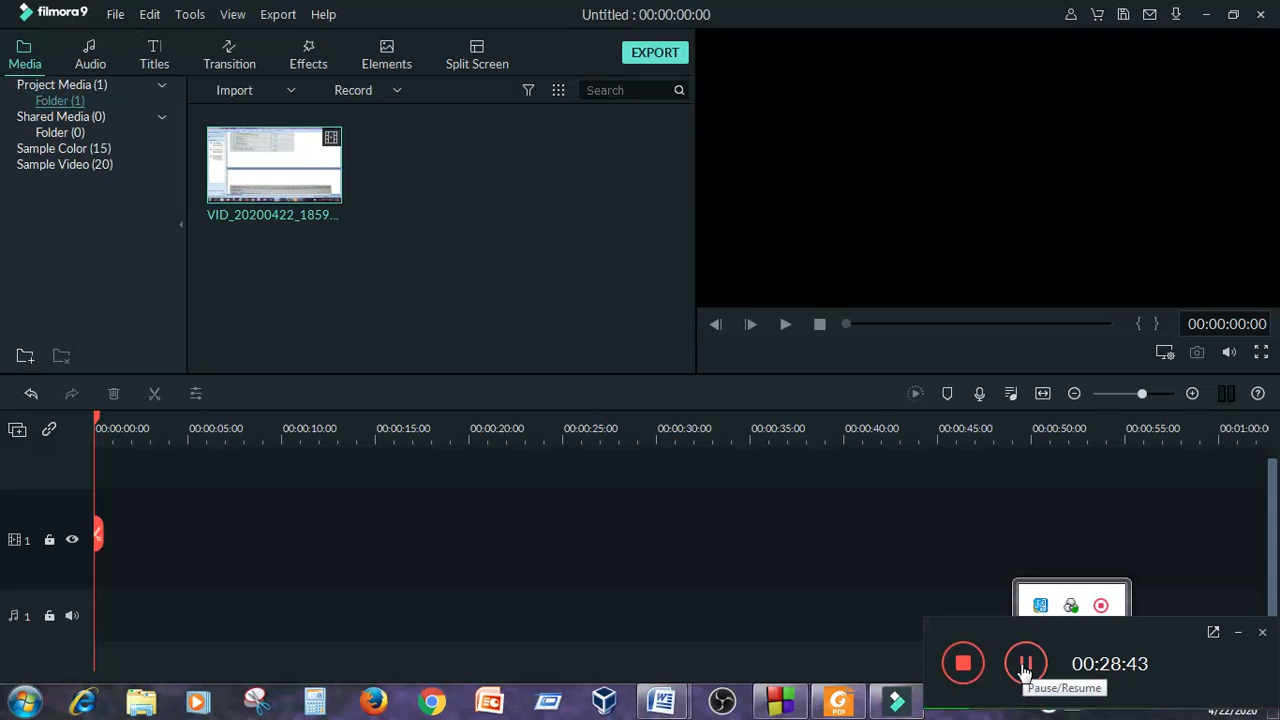 filmora9 File Edit Tools View Export Help Untitled : 00:00:00:00
Media Audio Titles Transition Effects Elements Split Screen EXPORT
Project Media (1)
Folder (1)
Shared Media (0)
Folder (0)
Sample Color (15)
Sample Video (20)
Import Record Search
VID_20200422_1859...
{ } 00:00:00:00
00:00:00:00 00:00:05:00 00:00:10:00 00:00:15:00 00:00:20:00 00:00:25:00 00:00:30:00 00:00:35:00 00:00:40:00 00:00:45:00 00:00:50:00 00:00:55:00 00:01:00:0
1
1
00:28:43
Pause/Resume
PDF
4/22/2020